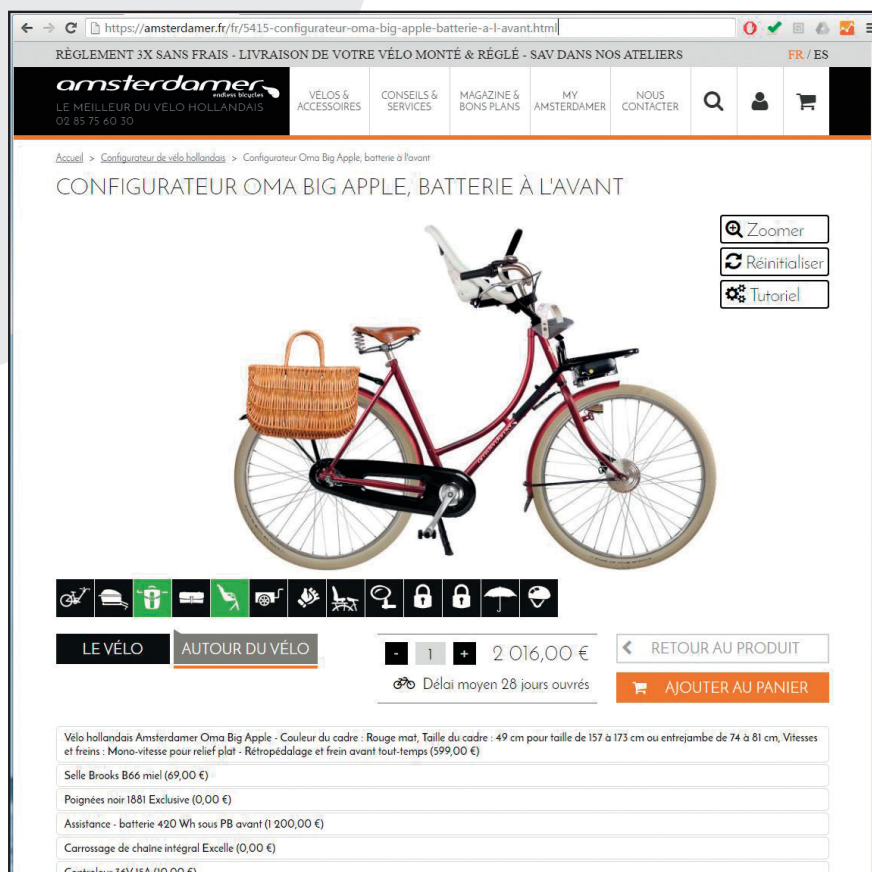 https://amsterdamer.fr/fr/5415-configurateur-oma-big-apple-batterie-a-l-avant.html
RÈGLEMENT 3X SANS FRAIS - LIVRAISON DE VOTRE VÉLO MONTÉ & RÉGLÉ - SAV DANS NOS ATELIERS
FR / ES
amsterdamer
endless bicycles
LE MEILLEUR DU VÉLO HOLLANDAIS
02 85 75 60 30
VÉLOS &
ACCESSOIRES
CONSEILS &
SERVICES
MAGAZINE &
BONS PLANS
MY
AMSTERDAMER
NOUS
CONTACTER
Accueil > Configurateur de vélo hollandais > Configurateur Oma Big Apple, batterie à l'avant
CONFIGURATEUR OMA BIG APPLE, BATTERIE À L'AVANT
Zoomer
Réinitialiser
Tutoriel
LE VÉLO
AUTOUR DU VÉLO
- 1 + 2 016,00 €
Délai moyen 28 jours ouvrés
RETOUR AU PRODUIT
AJOUTER AU PANIER
Vélo hollandais Amsterdamer Oma Big Apple - Couleur du cadre : Rouge mat, Taille du cadre : 49 cm pour taille de 157 à 173 cm ou entrejambe de 74 à 81 cm, Vitesses
et freins : Mono-vitesse pour relief plat - Rétropédalage et frein avant tout-temps (599,00 €)
Selle Brooks B66 miel (69,00 €)
Poignées noir 1881 Exclusive (0,00 €)
Assistance - batterie 420 Wh sous PB avant (1 200,00 €)
Carrossage de chaîne intégral Excelle (0,00 €)
Controleur 36V 15A (10,00 €)